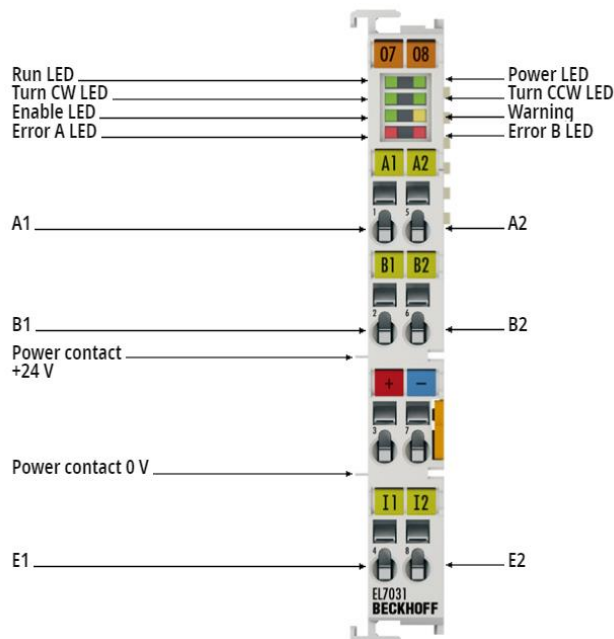 07 08
Run LED
Power LED
Turn CW LED
Turn CCW LED
Enable LED
Warning
Error A LED
Error B LED
A1 A2
1 5
A1
A2
B1 B2
2 6
B1
B2
Power contact
+24 V
+ −
3 7
Power contact 0 V
I1 I2
4 8
E1
E2
EL7031
BECKHOFF